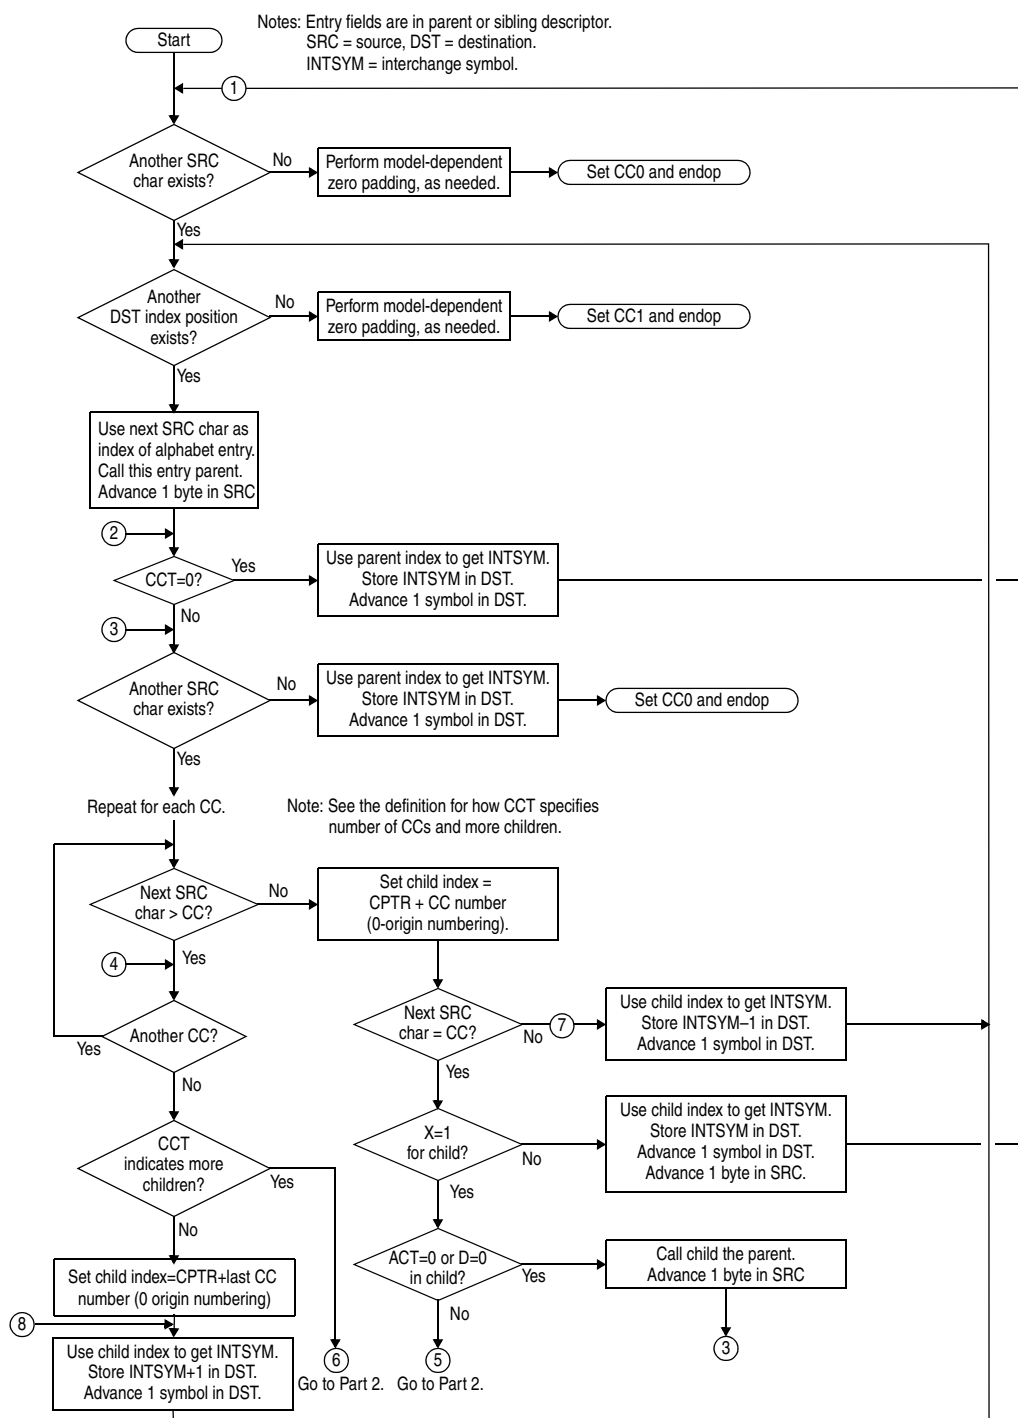 Notes: Entry fields are in parent or sibling descriptor.
SRC = source, DST = destination.
INTSYM = interchange symbol.
Start
1
Another SRC
char exists?
No
Perform model-dependent
zero padding, as needed.
Set CC0 and endop
Yes
Another
DST index position
exists?
No
Perform model-dependent
zero padding, as needed.
Set CC1 and endop
Yes
Use next SRC char as
index of alphabet entry.
Call this entry parent.
Advance 1 byte in SRC
2
CCT=0?
Yes
Use parent index to get INTSYM.
Store INTSYM in DST.
Advance 1 symbol in DST.
No
3
Another SRC
char exists?
No
Use parent index to get INTSYM.
Store INTSYM in DST.
Advance 1 symbol in DST.
Set CC0 and endop
Yes
Repeat for each CC.
Note: See the definition for how CCT specifies
number of CCs and more children.
Next SRC
char > CC?
No
Set child index =
CPTR + CC number
(0-origin numbering).
Yes
4
Another CC?
Yes
No
Next SRC
char = CC?
No
7
Use child index to get INTSYM.
Store INTSYM–1 in DST.
Advance 1 symbol in DST.
Yes
X=1
for child?
No
Use child index to get INTSYM.
Store INTSYM in DST.
Advance 1 symbol in DST.
Advance 1 byte in SRC.
Yes
CCT
indicates more
children?
Yes
No
ACT=0 or D=0
in child?
Yes
Call child the parent.
Advance 1 byte in SRC
3
No
Set child index=CPTR+last CC
number (0 origin numbering)
8
Use child index to get INTSYM.
Store INTSYM+1 in DST.
Advance 1 symbol in DST.
6
Go to Part 2.
5
Go to Part 2.